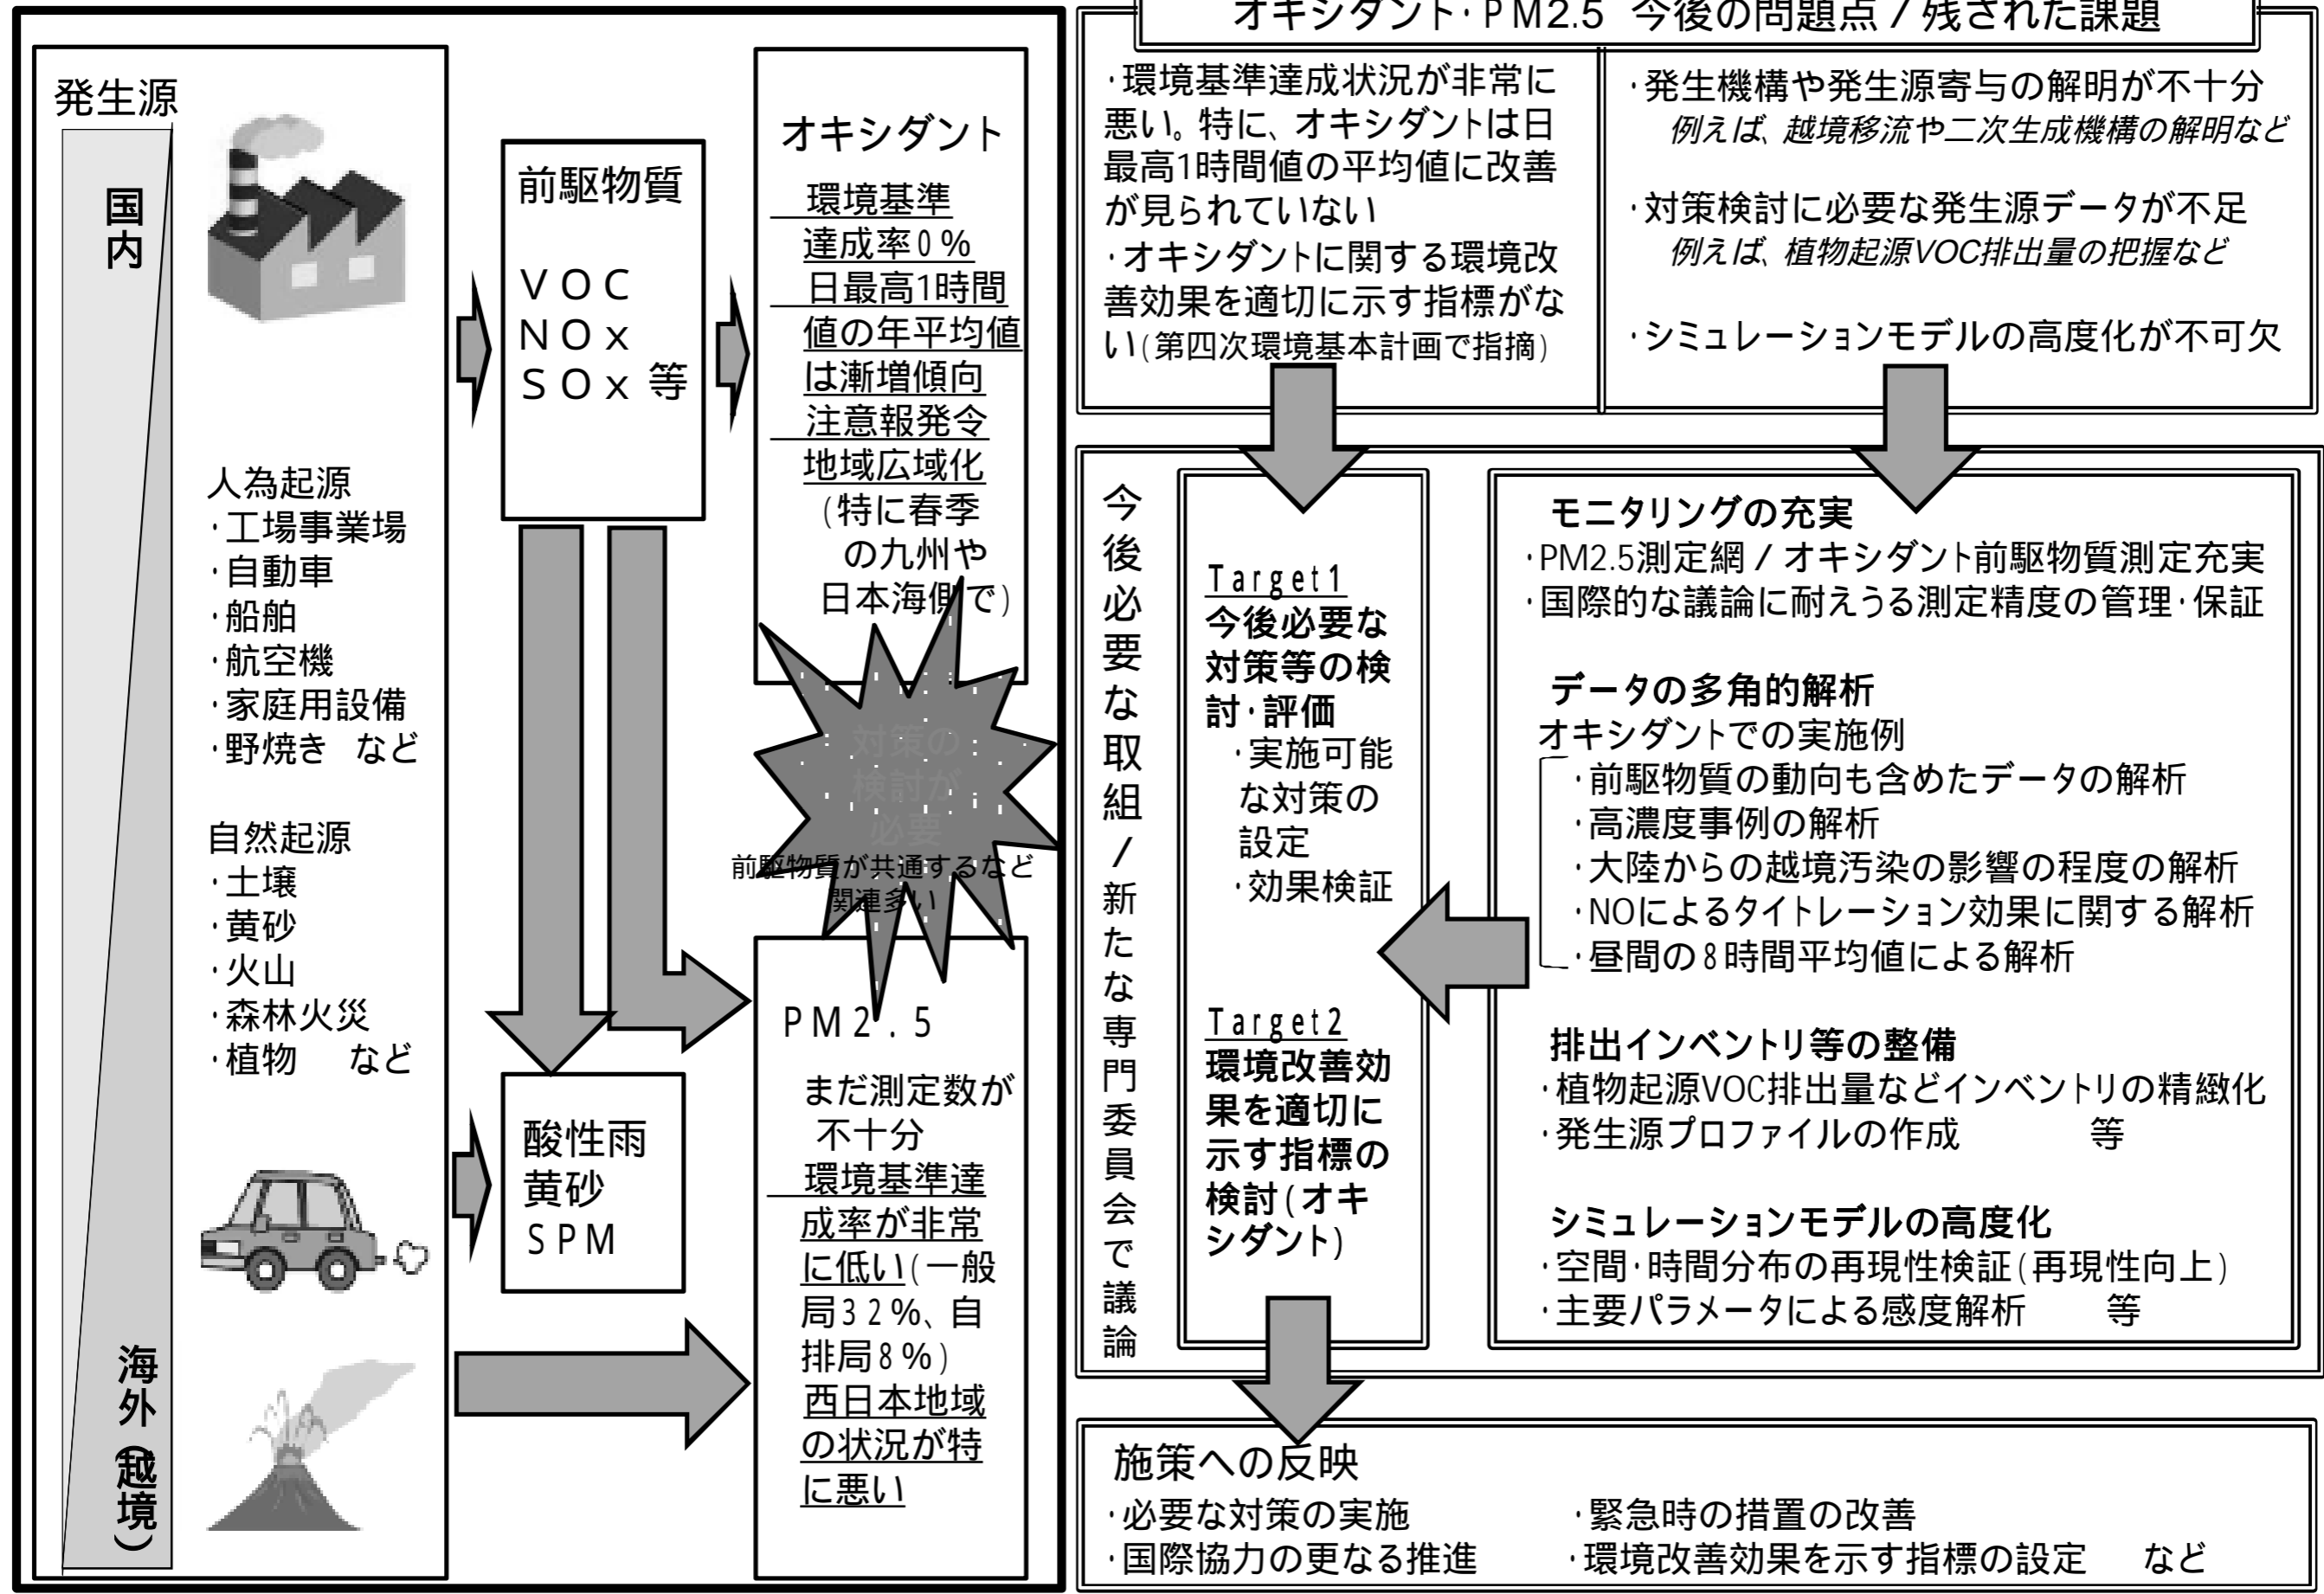 発生源
国内
海外(越境)
人為起源
・工場事業場
・自動車
・船舶
・航空機
・家庭用設備
・野焼き など
自然起源
・土壌
・黄砂
・火山
・森林火災
・植物 など
前駆物質
VOC
NOx
SOx 等
酸性雨
黄砂
SPM
オキシダント
環境基準
達成率0%
日最高1時間
値の年平均値
は漸増傾向
注意報発令
地域広域化
(特に春季
の九州や
日本海側で)
対策の
検討が
必要
前駆物質が共通するなど
関連多い
PM2.5
まだ測定数が
不十分
環境基準達
成率が非常
に低い(一般
局32%、自
排局8%)
西日本地域
の状況が特
に悪い
オキシダント・PM2.5 今後の問題点/残された課題
・環境基準達成状況が非常に
悪い。特に、オキシダントは日
最高1時間値の平均値に改善
が見られていない
・オキシダントに関する環境改
善効果を適切に示す指標がな
い(第四次環境基本計画で指摘)
・発生機構や発生源寄与の解明が不十分
例えば、越境移流や二次生成機構の解明など
・対策検討に必要な発生源データが不足
例えば、植物起源VOC排出量の把握など
・シミュレーションモデルの高度化が不可欠
今後必要な取組/新たな専門委員会で議論
Target1
今後必要な
対策等の検
討・評価
・実施可能
な対策の
設定
・効果検証
Target2
環境改善効
果を適切に
示す指標の
検討(オキ
シダント)
モニタリングの充実
・PM2.5測定網/オキシダント前駆物質測定充実
・国際的な議論に耐えうる測定精度の管理・保証
データの多角的解析
オキシダントでの実施例
・前駆物質の動向も含めたデータの解析
・高濃度事例の解析
・大陸からの越境汚染の影響の程度の解析
・NOによるタイトレーション効果に関する解析
・昼間の8時間平均値による解析
排出インベントリ等の整備
・植物起源VOC排出量などインベントリの精緻化
・発生源プロファイルの作成 等
シミュレーションモデルの高度化
・空間・時間分布の再現性検証(再現性向上)
・主要パラメータによる感度解析 等
施策への反映
・必要な対策の実施 ・緊急時の措置の改善
・国際協力の更なる推進 ・環境改善効果を示す指標の設定 など